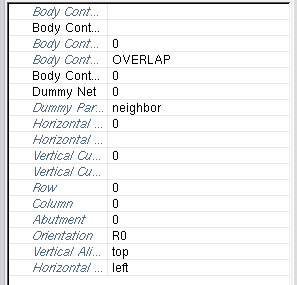 Body Cont...
Body Cont...
Body Cont... 0
Body Cont... OVERLAP
Body Cont... 0
Dummy Net 0
Dummy Par... neighbor
Horizontal ... 0
Horizontal ...
Vertical Cu... 0
Vertical Cu...
Row 0
Column 0
Abutment 0
Orientation R0
Vertical Ali... top
Horizontal ... left